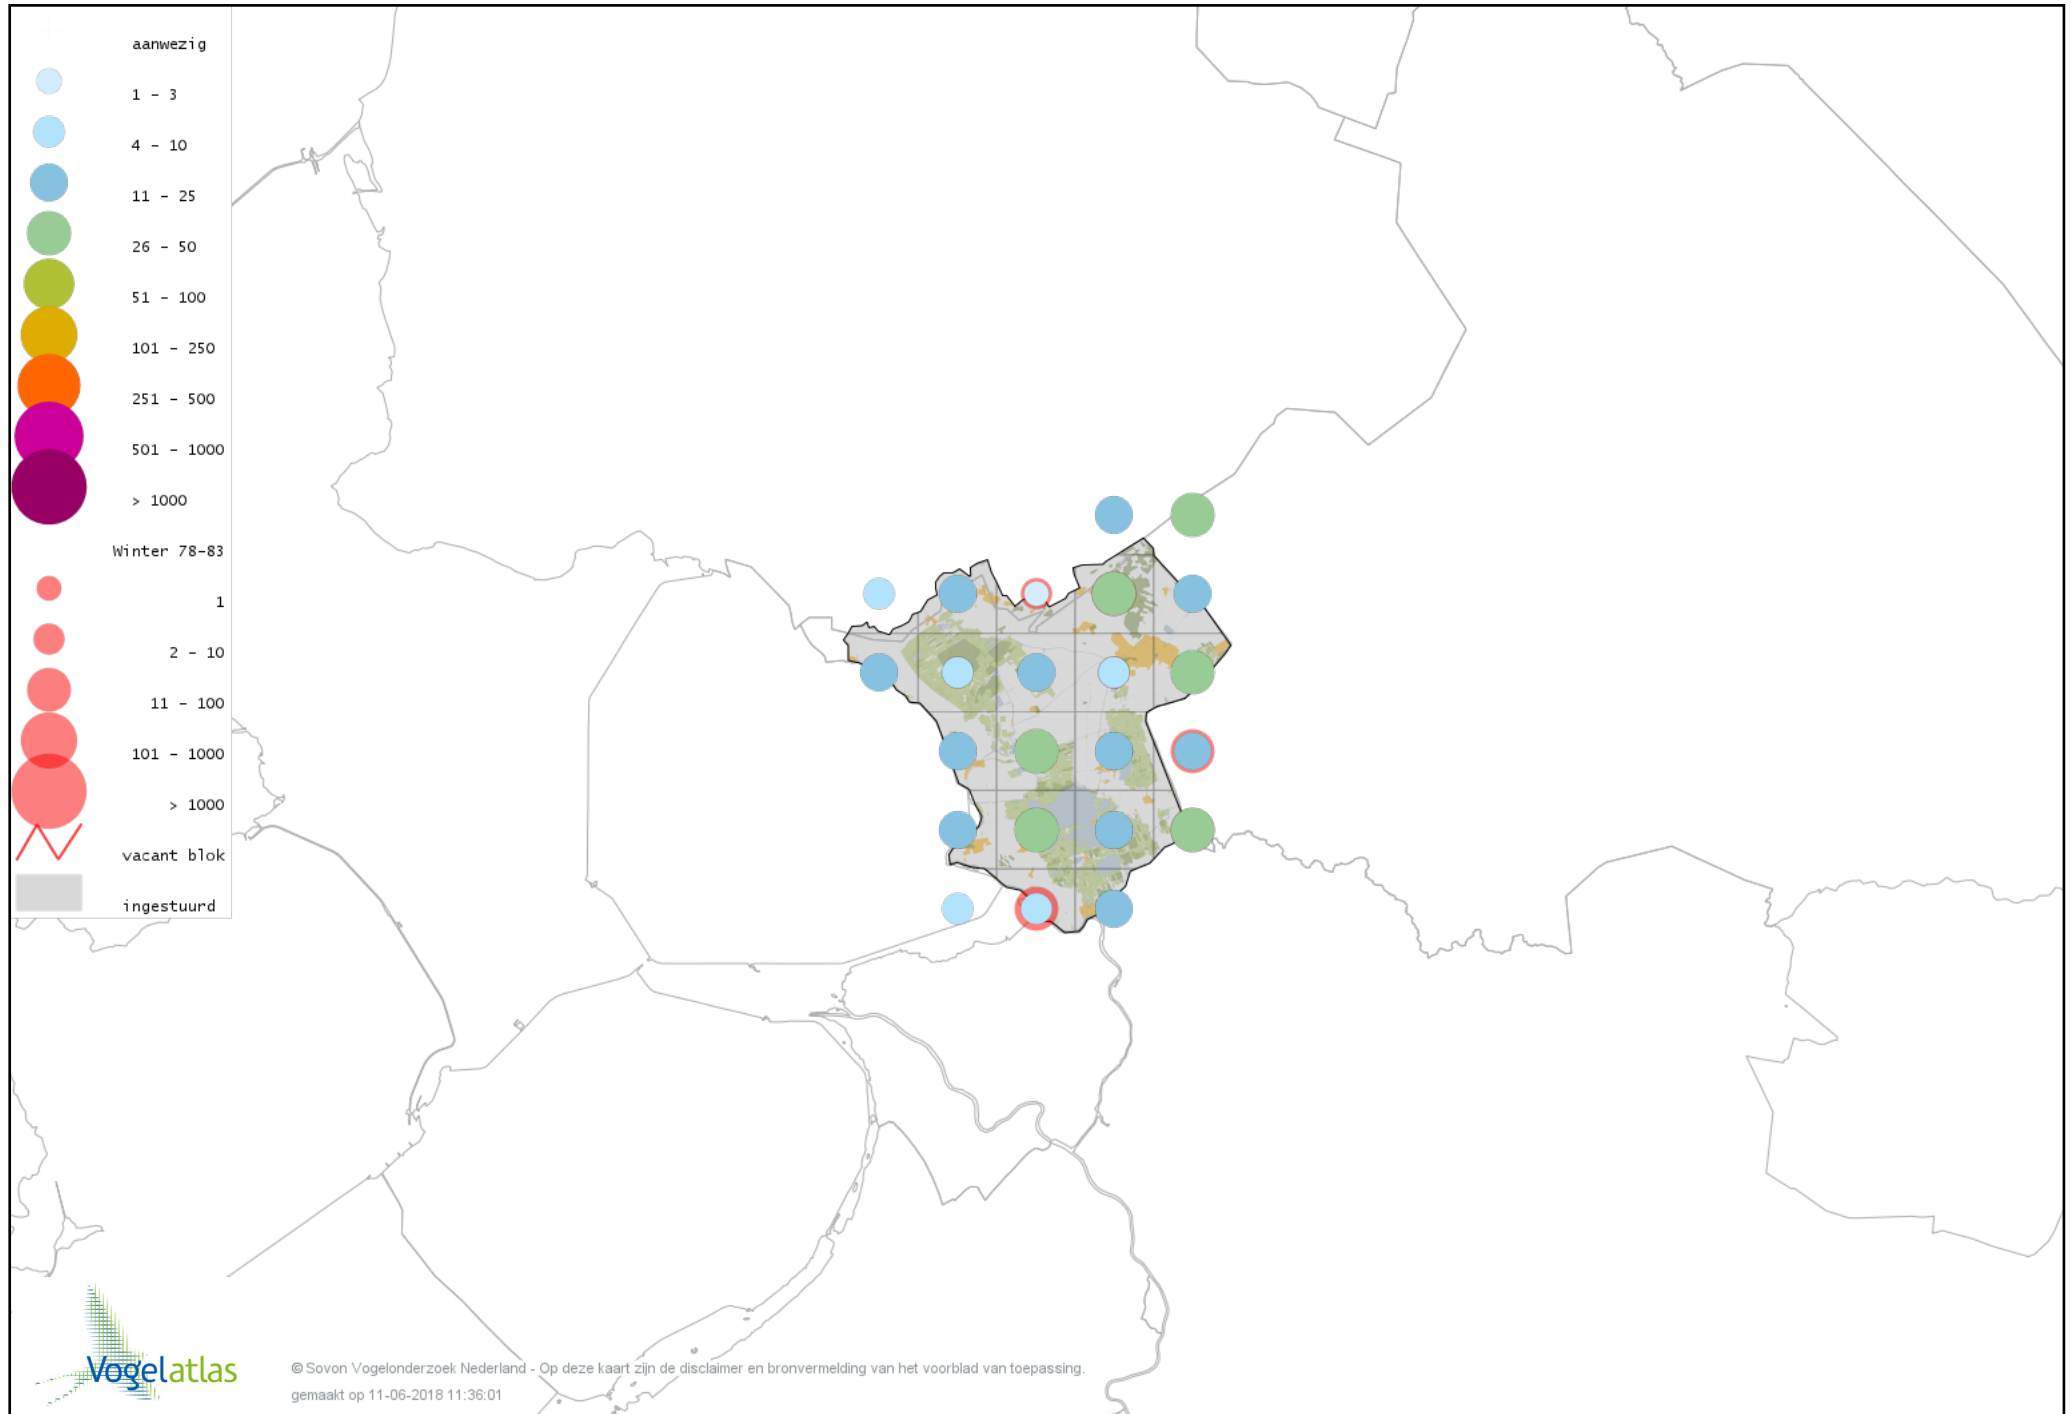 aanwezig
1 - 3
4 - 10
11 - 25
26 - 50
51 - 100
101 - 250
251 - 500
501 - 1000
> 1000
Winter 78-83
1
2 - 10
11 - 100
101 - 1000
> 1000
vacant blok
ingestuurd
Vogelatlas
© Sovon Vogelonderzoek Nederland - Op deze kaart zijn de disclaimer en bronvermelding van het voorblad van toepassing.
gemaakt op 11-06-2018 11:36:01